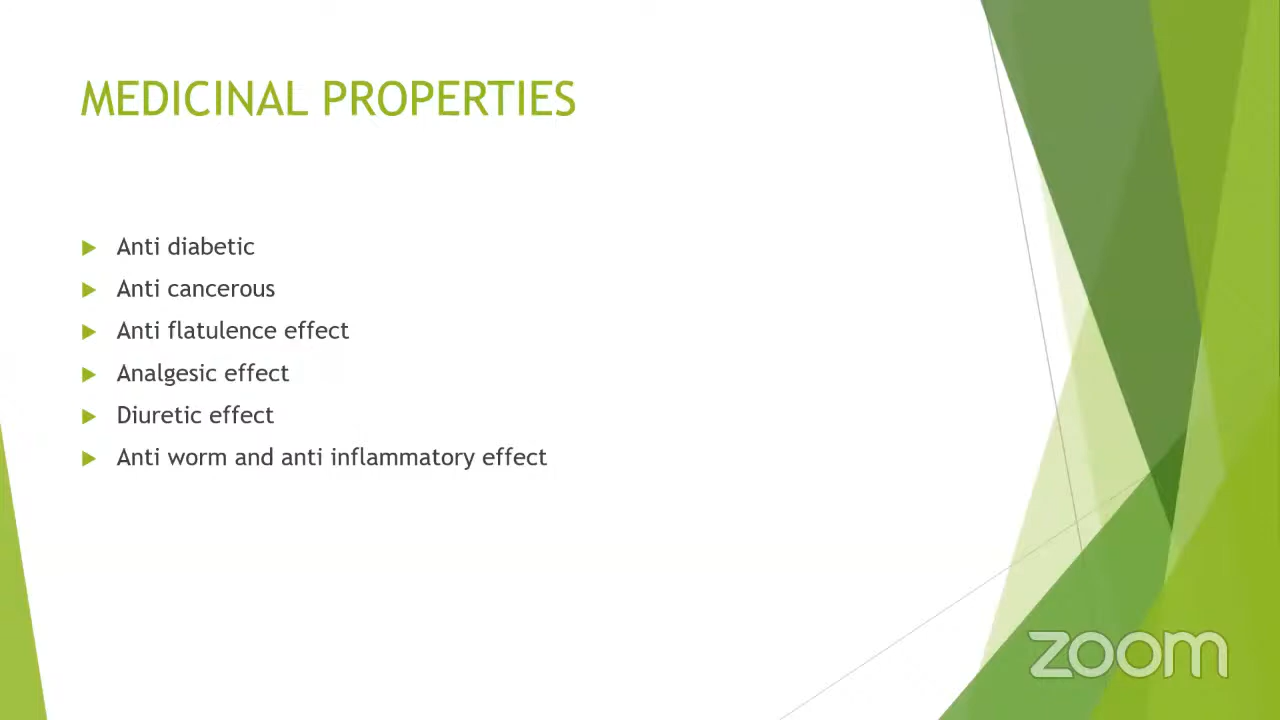 MEDICINAL PROPERTIES
Anti diabetic
Anti cancerous
Anti flatulence effect
Analgesic effect
Diuretic effect
Anti worm and anti inflammatory effect
zoom